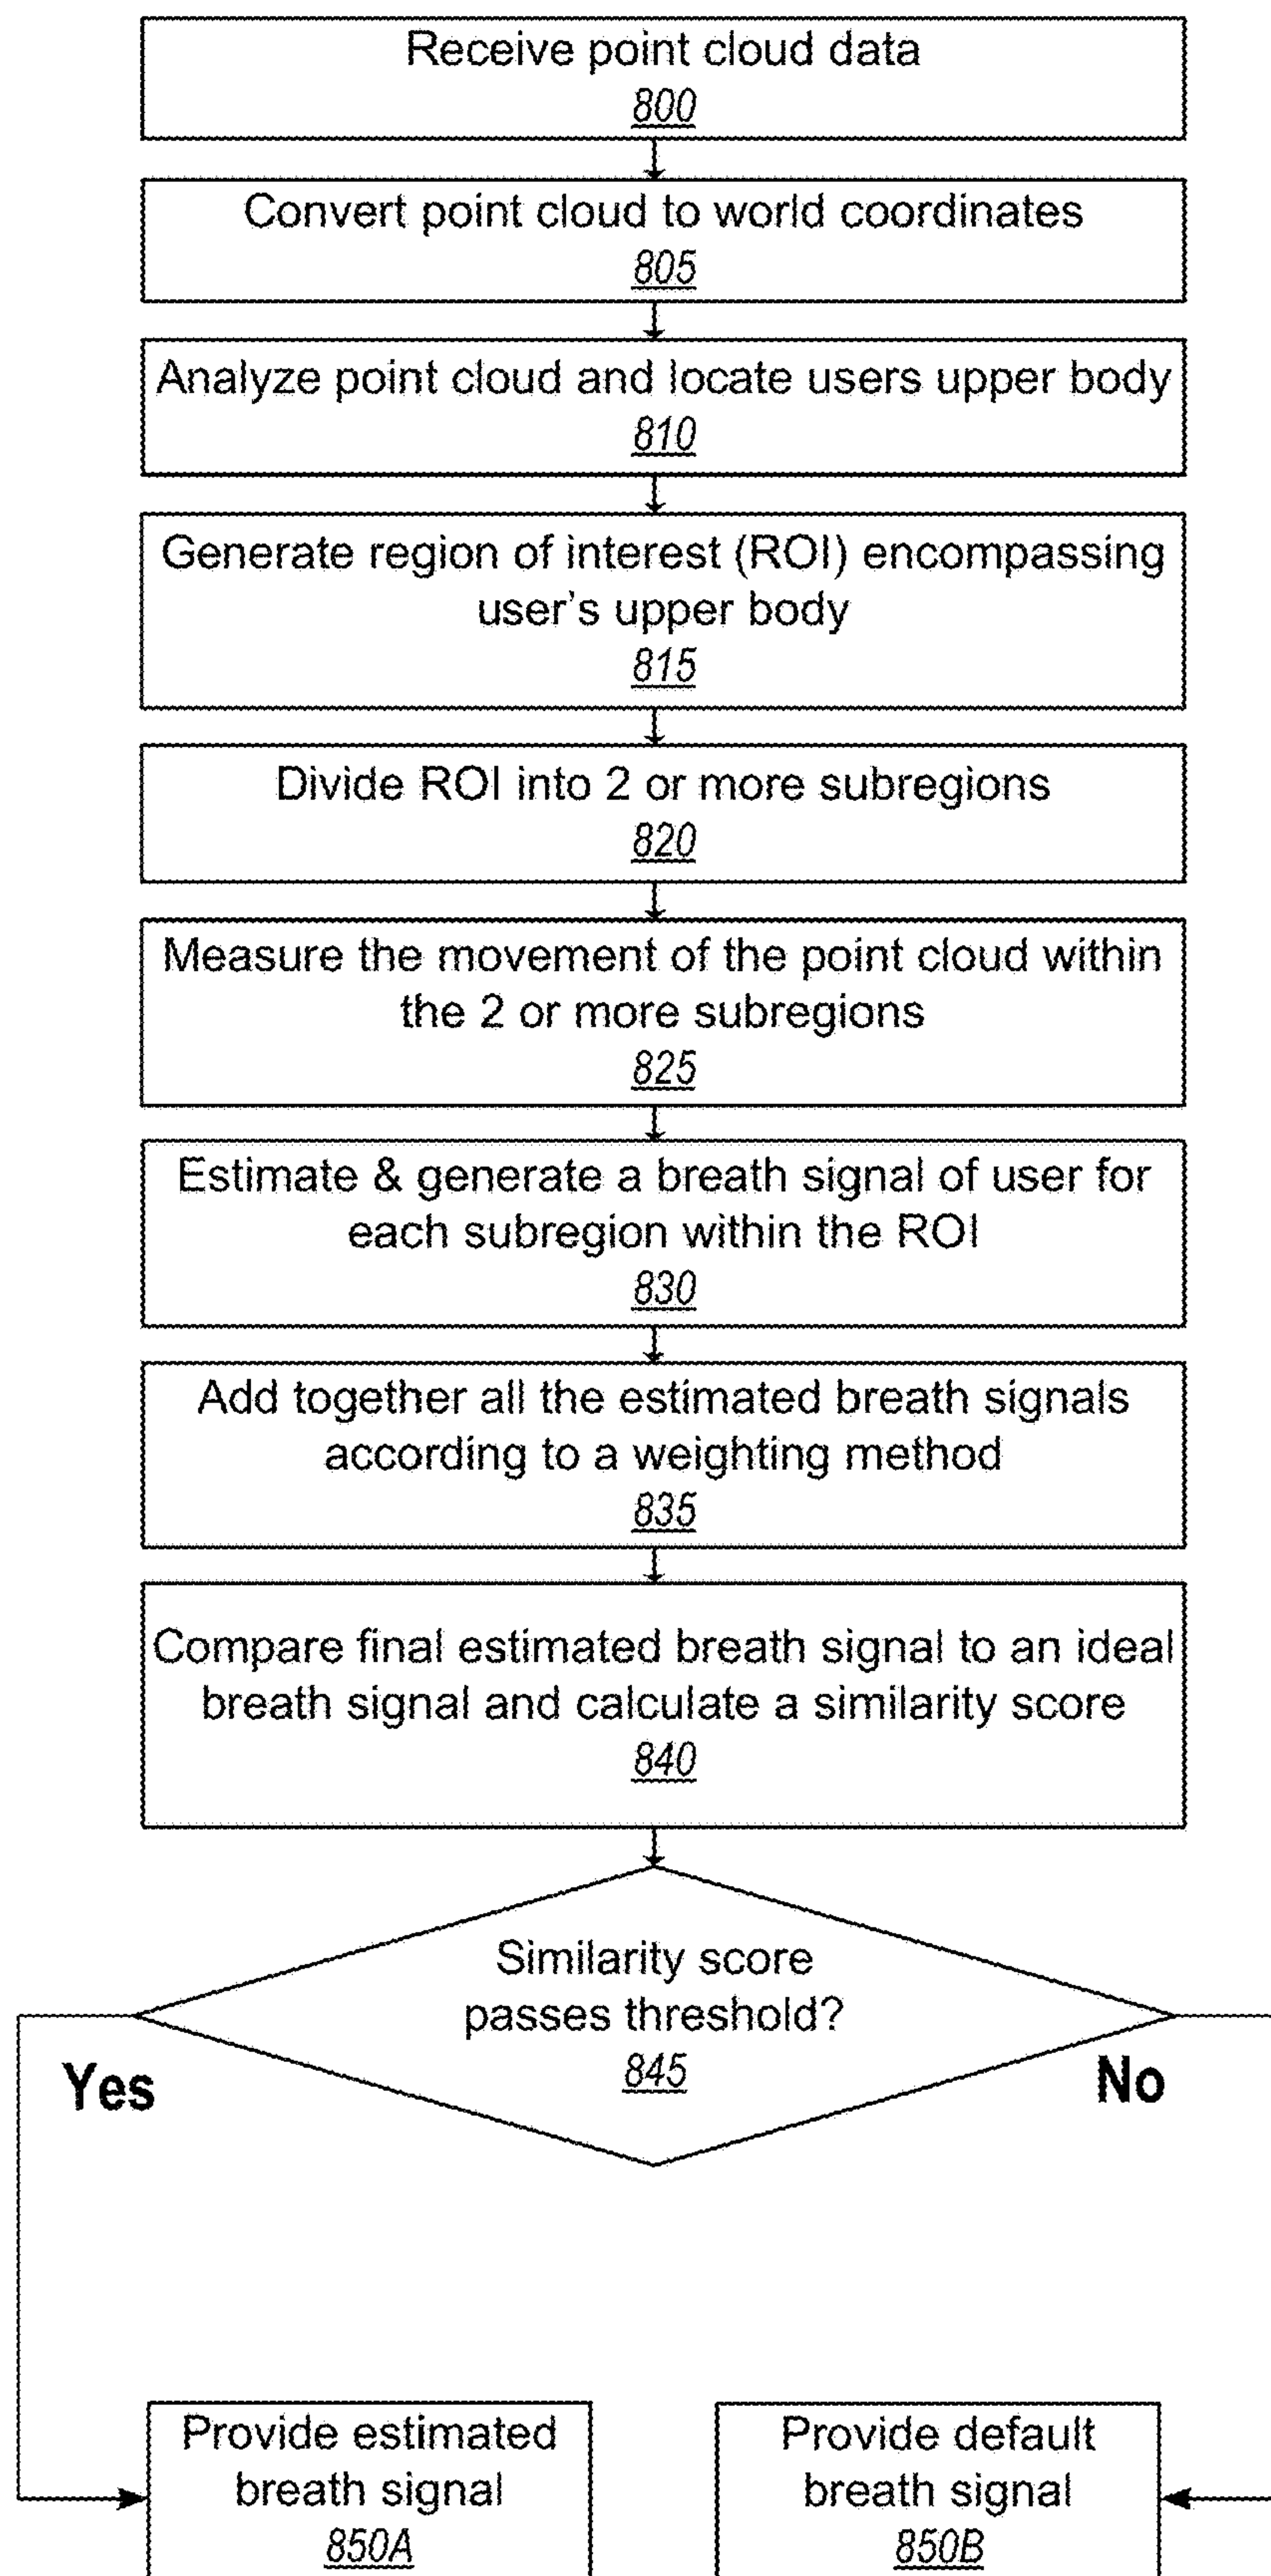 Receive point cloud data
800
Convert point cloud to world coordinates
805
Analyze point cloud and locate users upper body
810
Generate region of interest (ROI) encompassing
user's upper body
815
Divide ROI into 2 or more subregions
820
Measure the movement of the point cloud within
the 2 or more subregions
825
Estimate & generate a breath signal of user for
each subregion within the ROI
830
Add together all the estimated breath signals
according to a weighting method
835
Compare final estimated breath signal to an ideal
breath signal and calculate a similarity score
840
Similarity score
passes threshold?
845
Yes
No
Provide estimated
breath signal
850A
Provide default
breath signal
850B